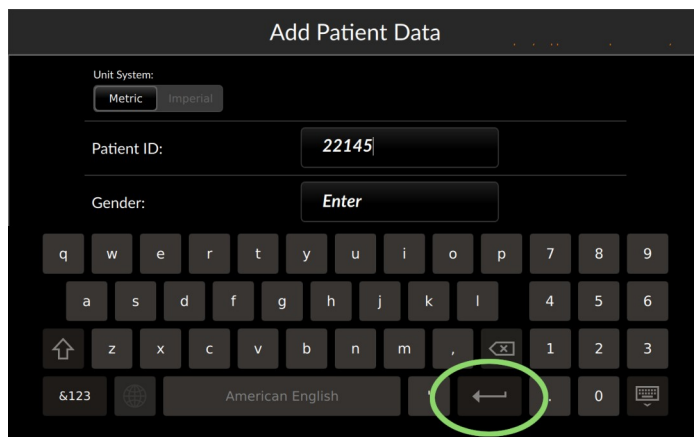 Add Patient Data
Unit System:
Metric Imperial
Patient ID: 22145
Gender: Enter
q w e r t y u i o p 7 8 9
a s d f g h j k l 4 5 6
z x c v b n m , 1 2 3
&123 American English ' . 0